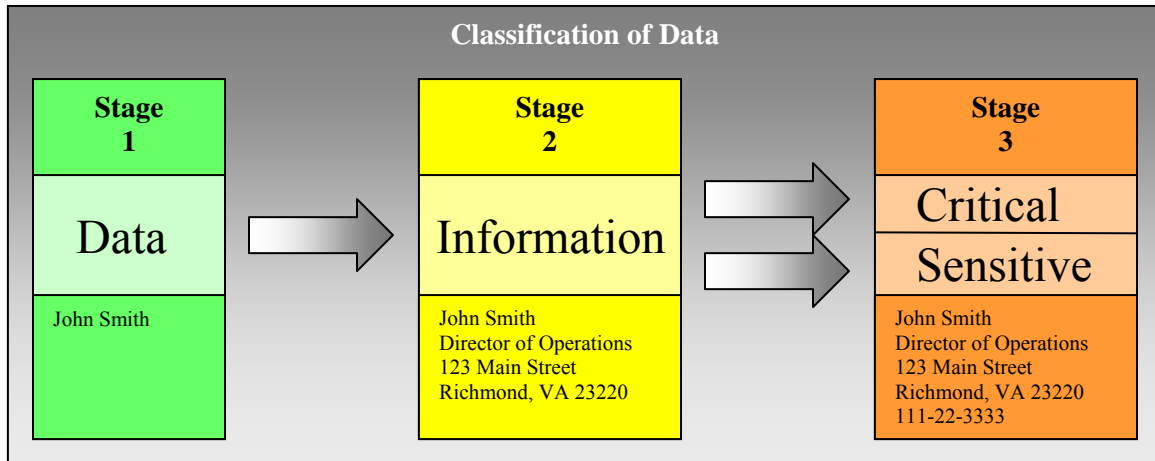 Classification of Data
Stage
1
Data
John Smith
Stage
2
Information
John Smith
Director of Operations
123 Main Street
Richmond, VA 23220
Stage
3
Critical
Sensitive
John Smith
Director of Operations
123 Main Street
Richmond, VA 23220
111-22-3333